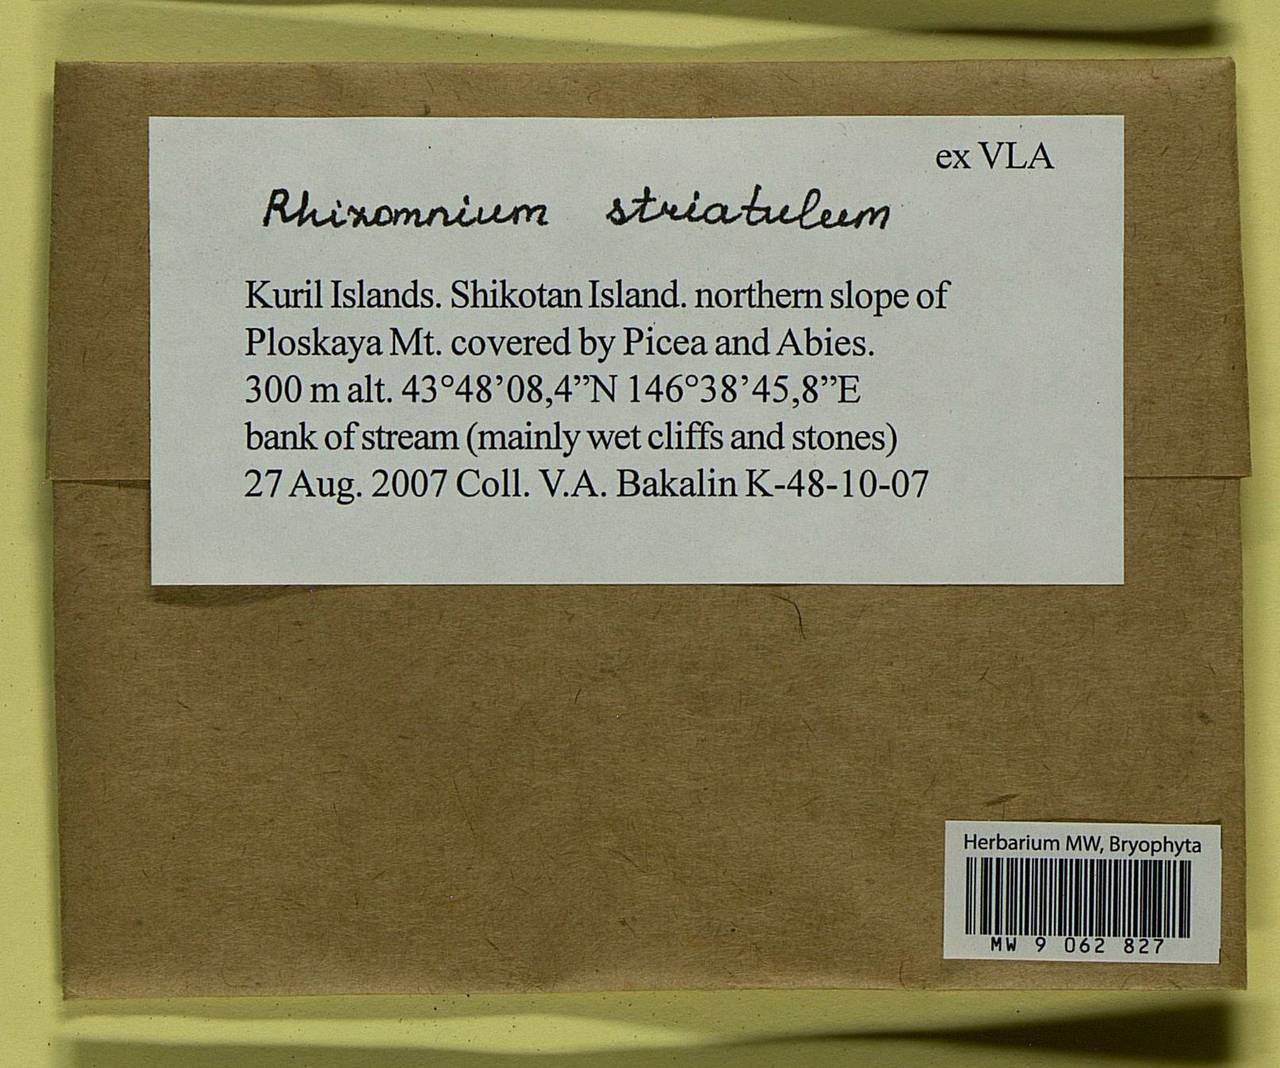 ex VLA
Rhizomnium striatulum
Kuril Islands. Shikotan Island. northern slope of
Ploskaya Mt. covered by Picea and Abies.
300 m alt. 43°48’08,4”N 146°38’45,8”E
bank of stream (mainly wet cliffs and stones)
27 Aug. 2007 Coll. V.A. Bakalin K-48-10-07
Herbarium MW, Bryophyta
MW 9 062 827